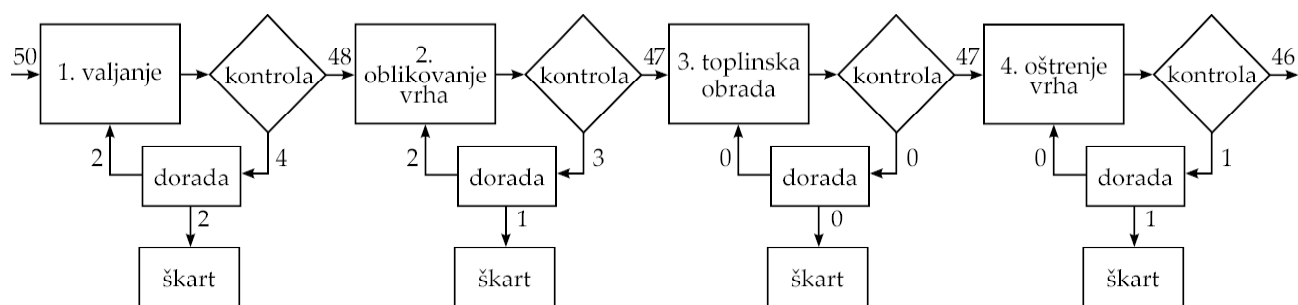 50
1. valjanje
kontrola
48
2.
oblikovanje
vrha
kontrola
47
3. toplinska
obrada
kontrola
47
4. oštrenje
vrha
kontrola
46
2
dorada
4
2
škart
2
dorada
3
1
škart
0
dorada
0
0
škart
0
dorada
1
1
škart